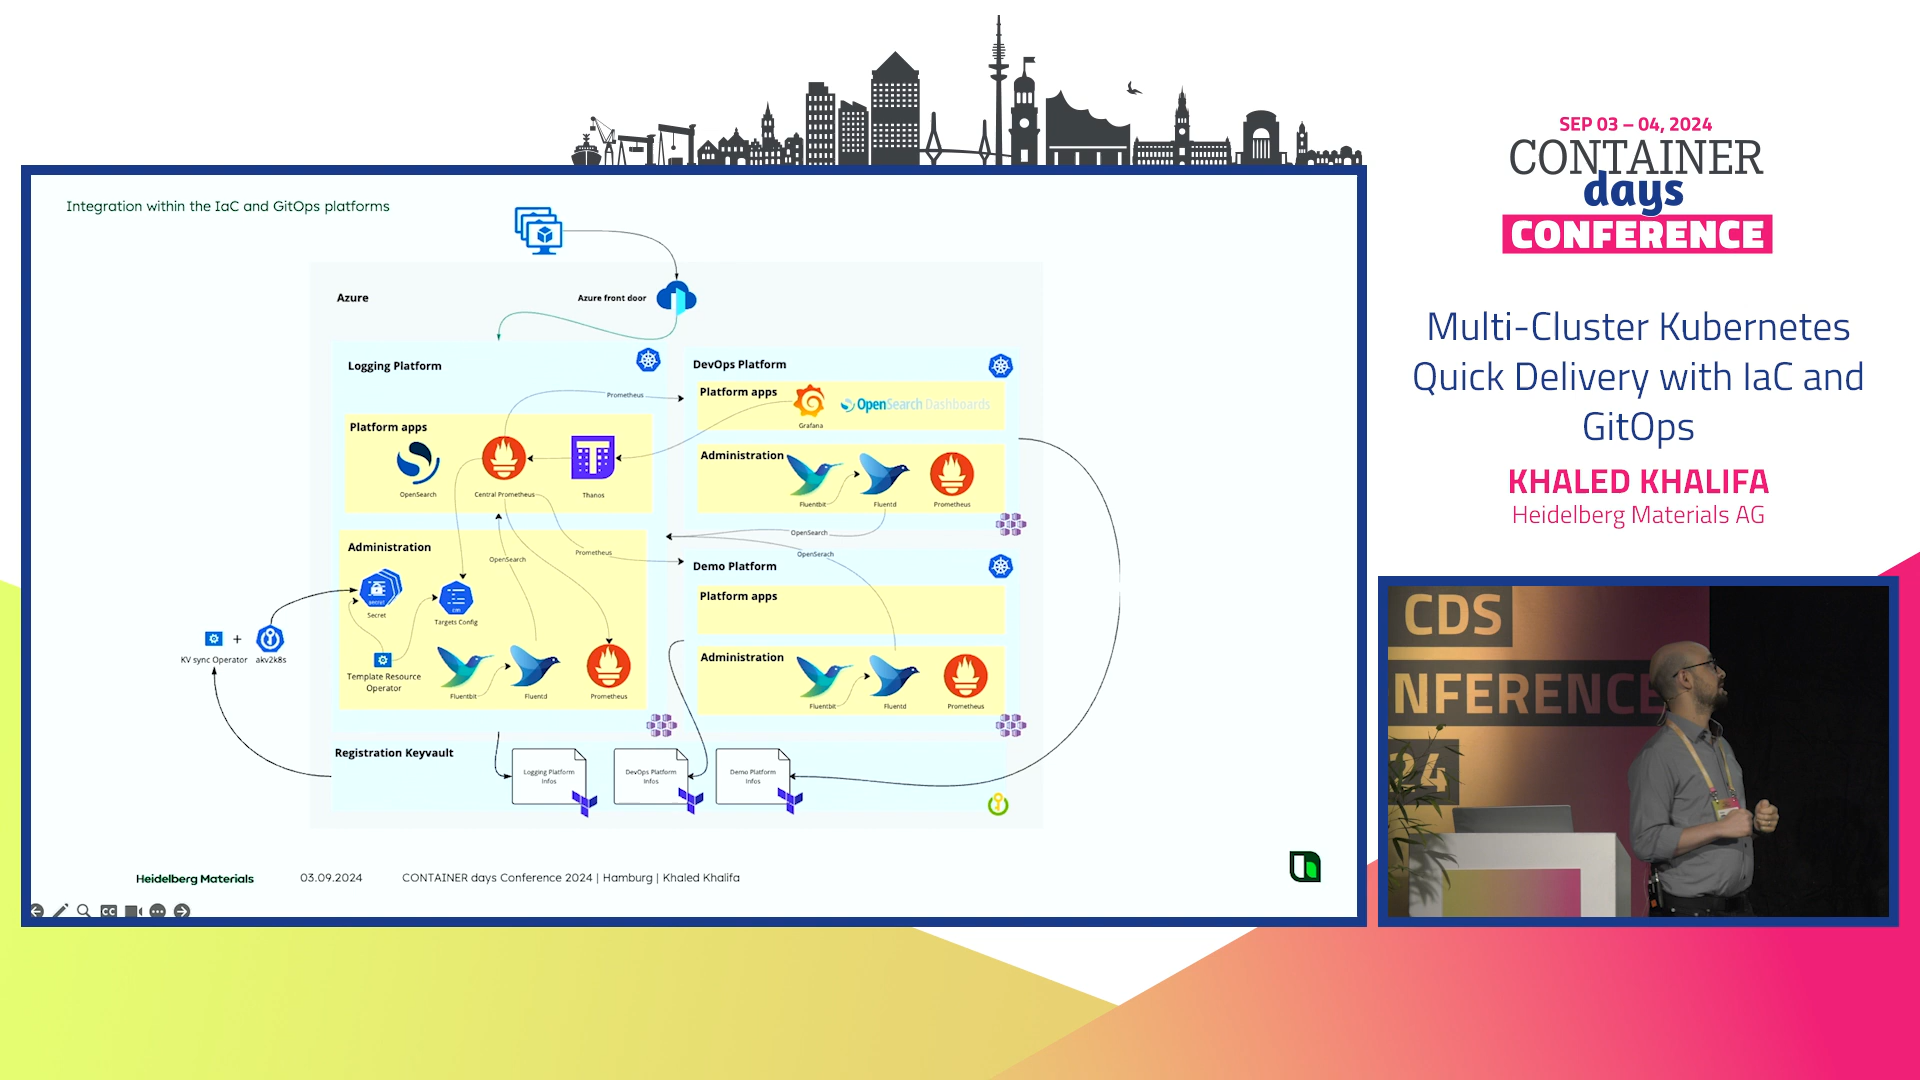 Integration within the IaC and GitOps platforms
Azure
Azure front door
Logging Platform
Prometheus
Platform apps
OpenSearch
Central Prometheus
Thanos
Administration
OpenSearch
Prometheus
secret
Secret
cm
Targets Config
KV sync Operator
+
akv2k8s
Template Resource
Operator
Fluentbit
Fluentd
Prometheus
DevOps Platform
Platform apps
Grafana
OpenSearch Dashboards
Administration
Fluentbit
Fluentd
Prometheus
OpenSearch
OpenSerach
Demo Platform
Platform apps
Administration
Fluentbit
Fluentd
Prometheus
Registration Keyvault
Logging Platform
Infos
DevOps Platform
Infos
Demo Platform
Infos
Heidelberg Materials
03.09.2024
CONTAINER days Conference 2024 | Hamburg | Khaled Khalifa
CC
SEP 03 – 04, 2024
CONTAINER
days
CONFERENCE
Multi-Cluster Kubernetes
Quick Delivery with IaC and
GitOps
KHALED KHALIFA
Heidelberg Materials AG
CDS
NFERENCE
24